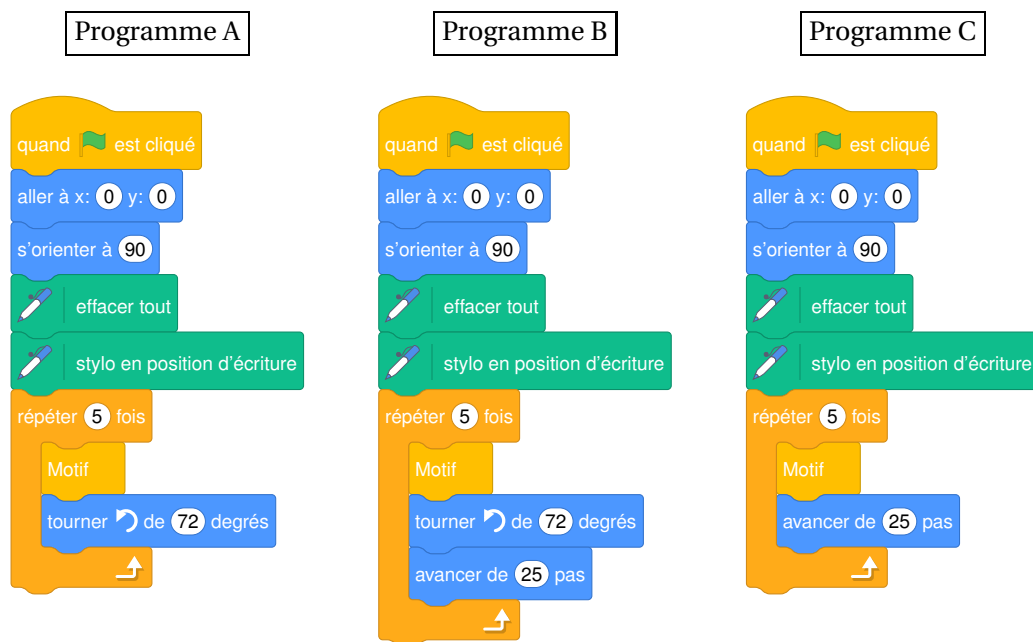 Programme A
quand est cliqué
aller à x: 0 y: 0
s'orienter à 90
effacer tout
stylo en position d'écriture
répéter 5 fois
Motif
tourner de 72 degrés
Programme B
quand est cliqué
aller à x: 0 y: 0
s'orienter à 90
effacer tout
stylo en position d'écriture
répéter 5 fois
Motif
tourner de 72 degrés
avancer de 25 pas
Programme C
quand est cliqué
aller à x: 0 y: 0
s'orienter à 90
effacer tout
stylo en position d'écriture
répéter 5 fois
Motif
avancer de 25 pas